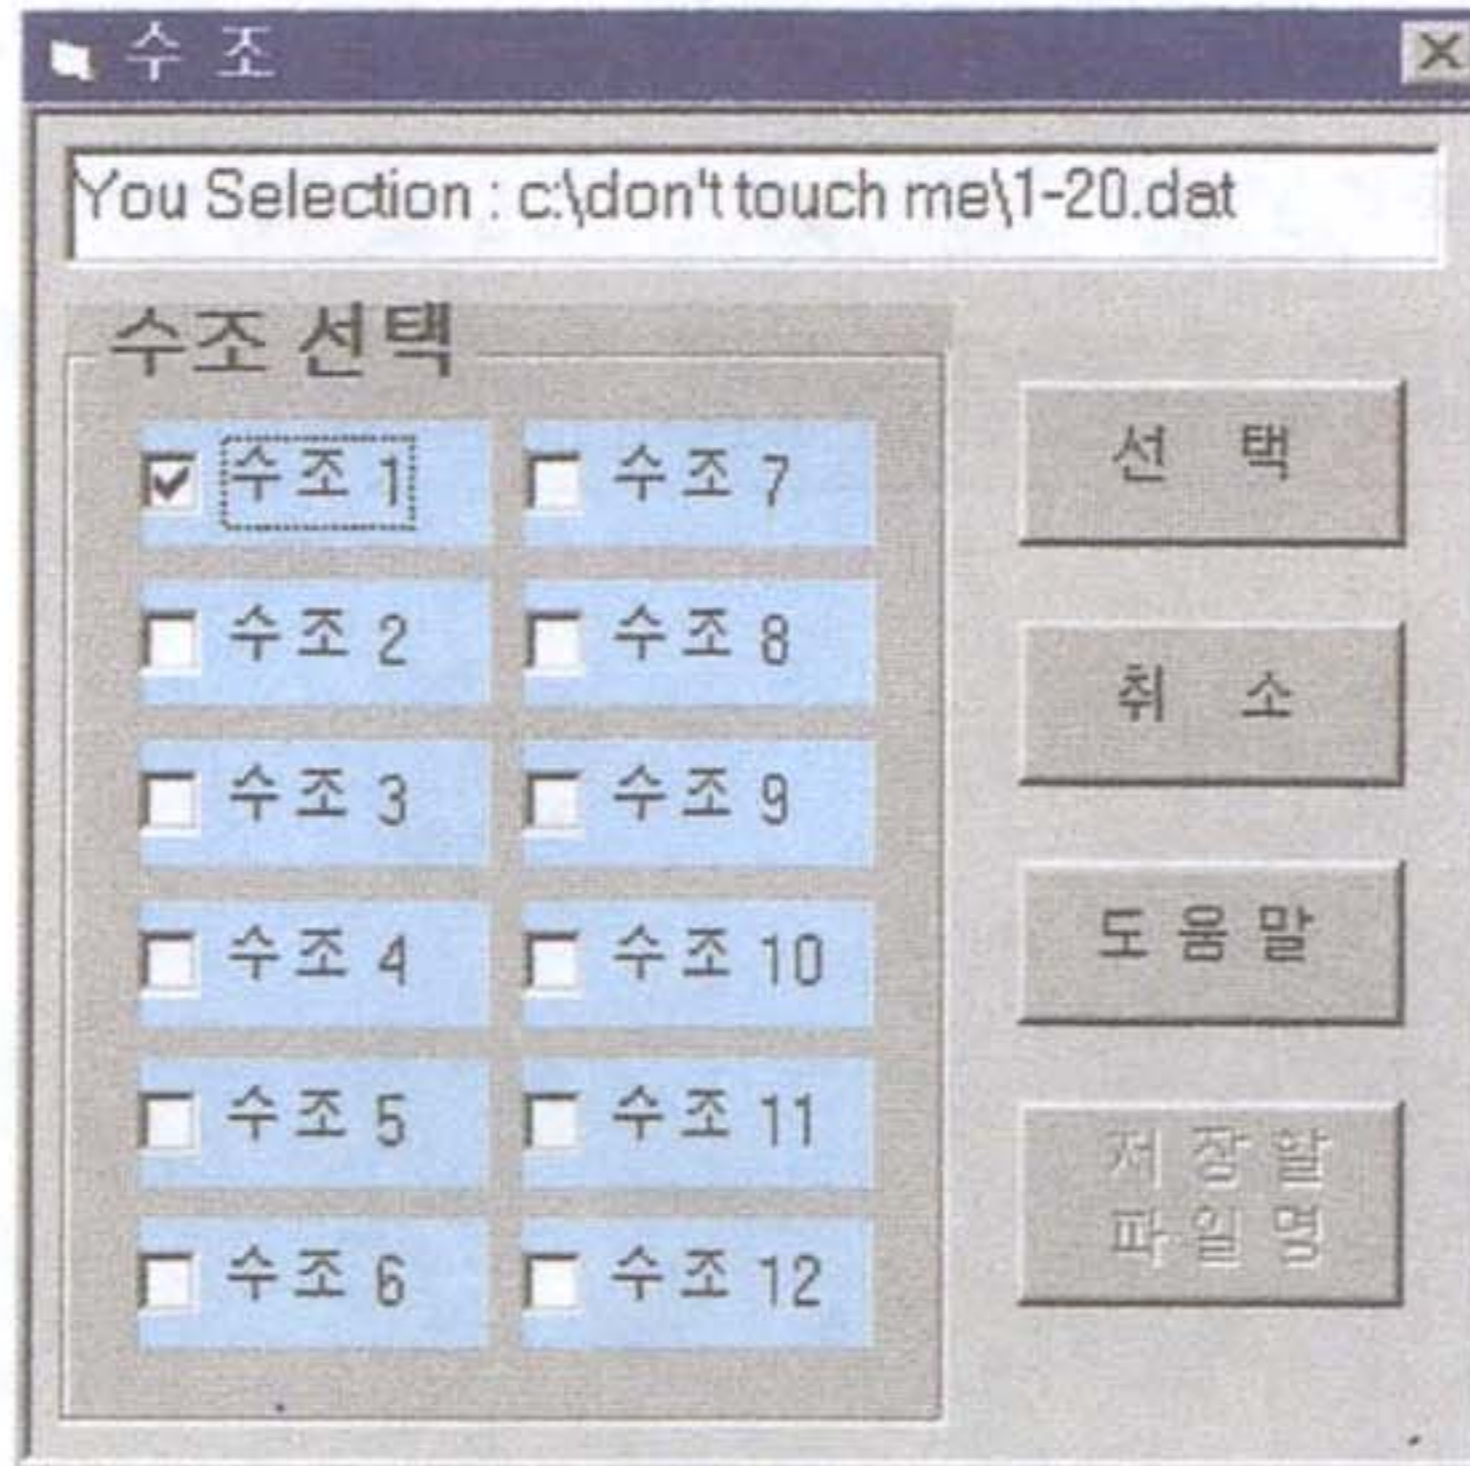 수 조
You Selection : c:\don't touch me\1-20.dat
수조 선택
수조 1
수조 2
수조 3
수조 4
수조 5
수조 6
수조 7
수조 8
수조 9
수조 10
수조 11
수조 12
선 택
취 소
도 움 말
저 장 할
파 일 명